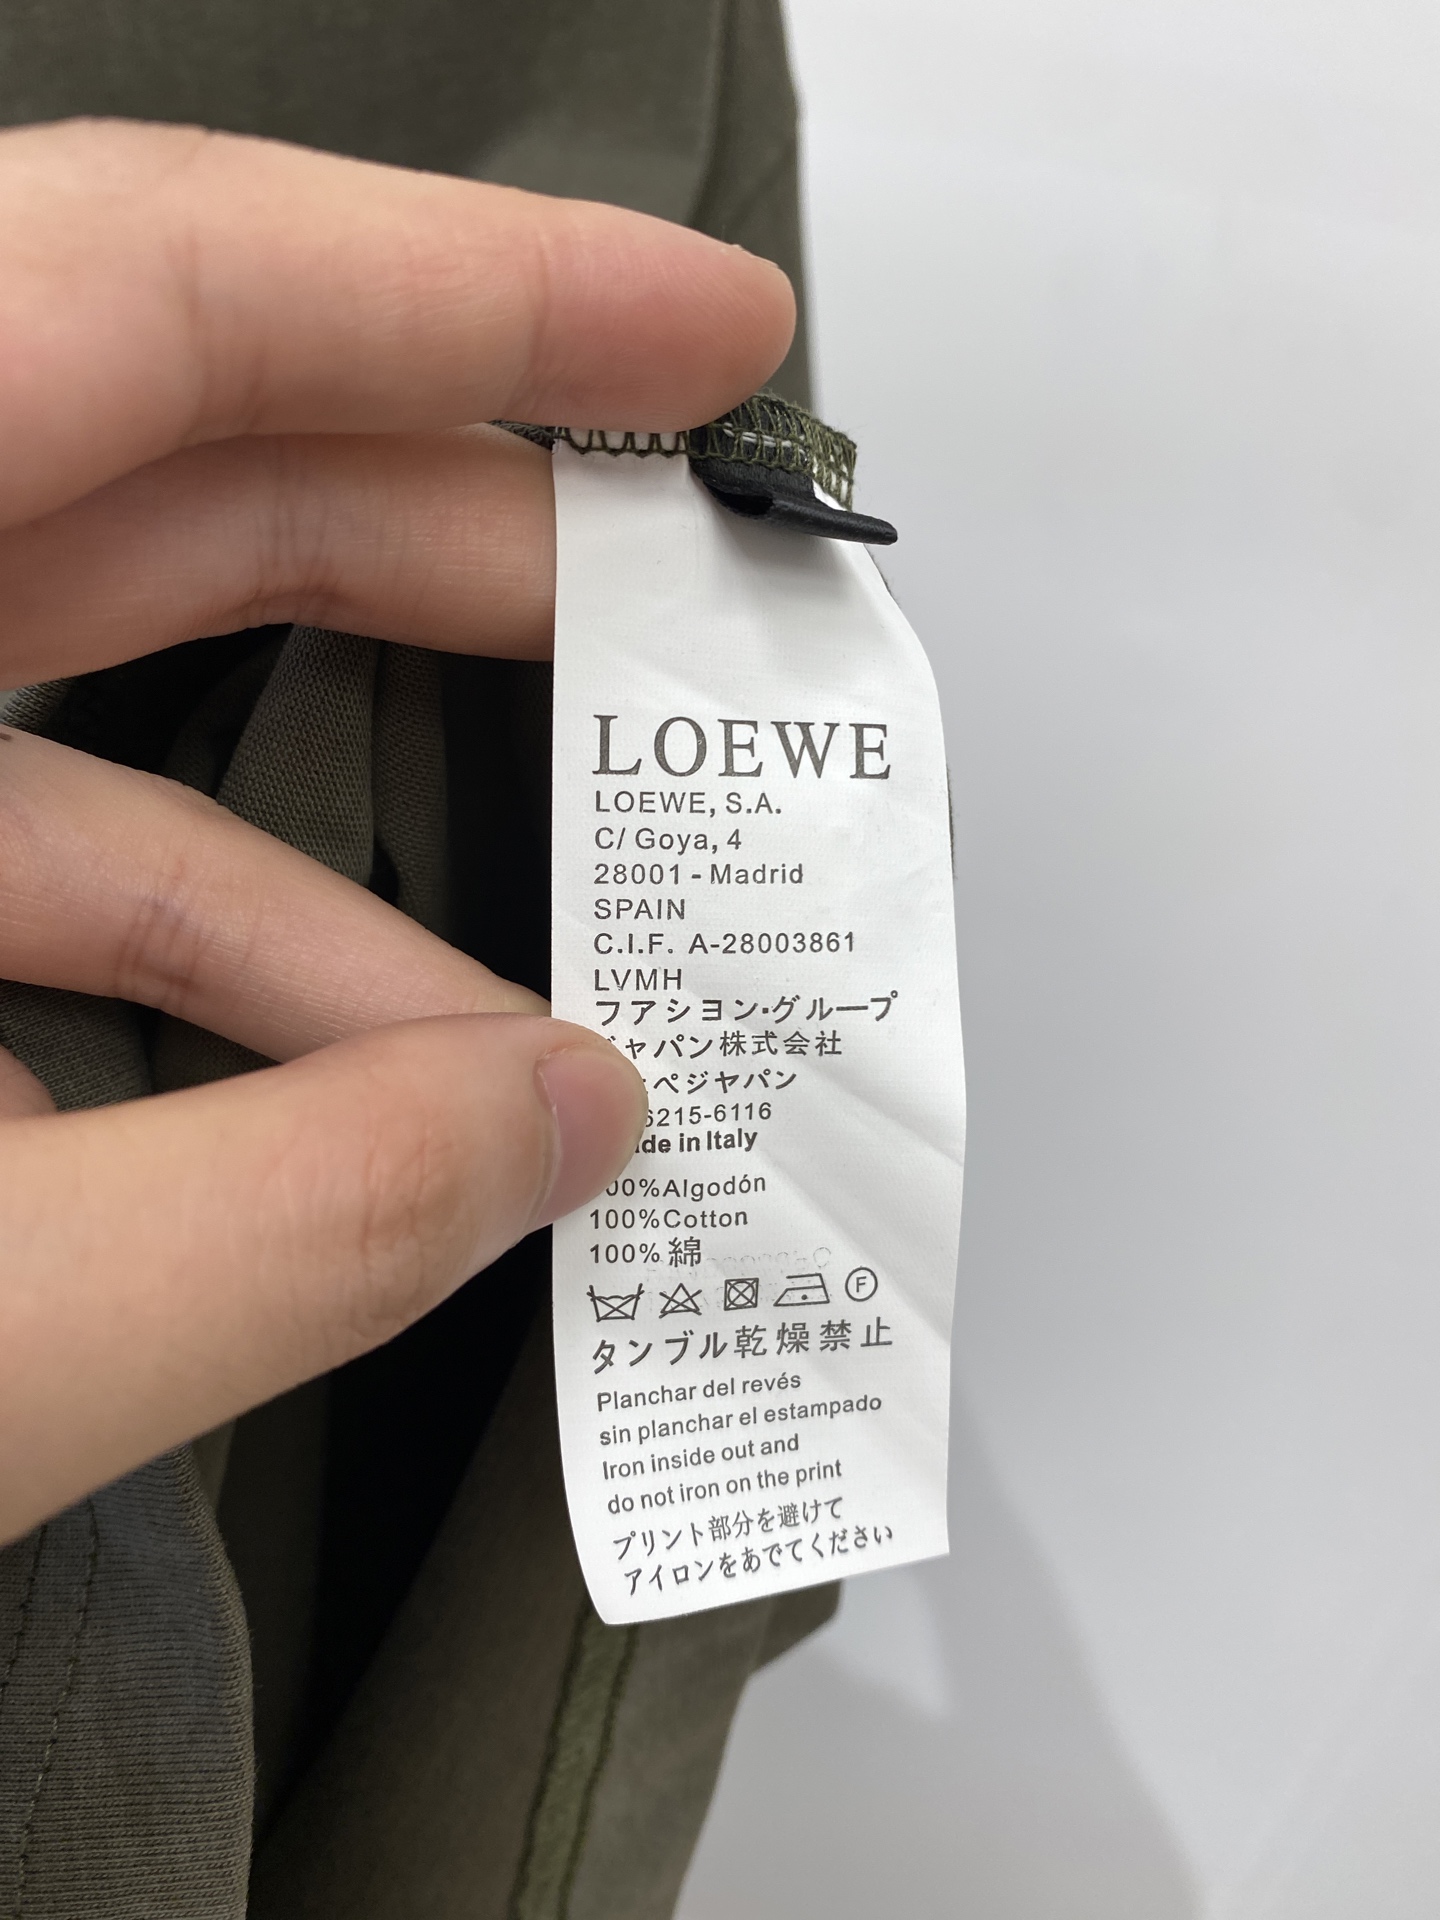 LOEWE
LOEWE, S.A.
C/ Goya, 4
28001 - Madrid
SPAIN
C.I.F. A-28003861
LVMH
フアシヨン・グループ
ャパン株式会社
ペジヤパン
6215-6116
de in Italy
00%Algodón
100%Cotton
100% 綿
F
タンブル乾燥禁止
Planchar del revés
sin planchar el estampado
Iron inside out and
do not iron on the print
プリント部分を避けて
アイロンをあでてください